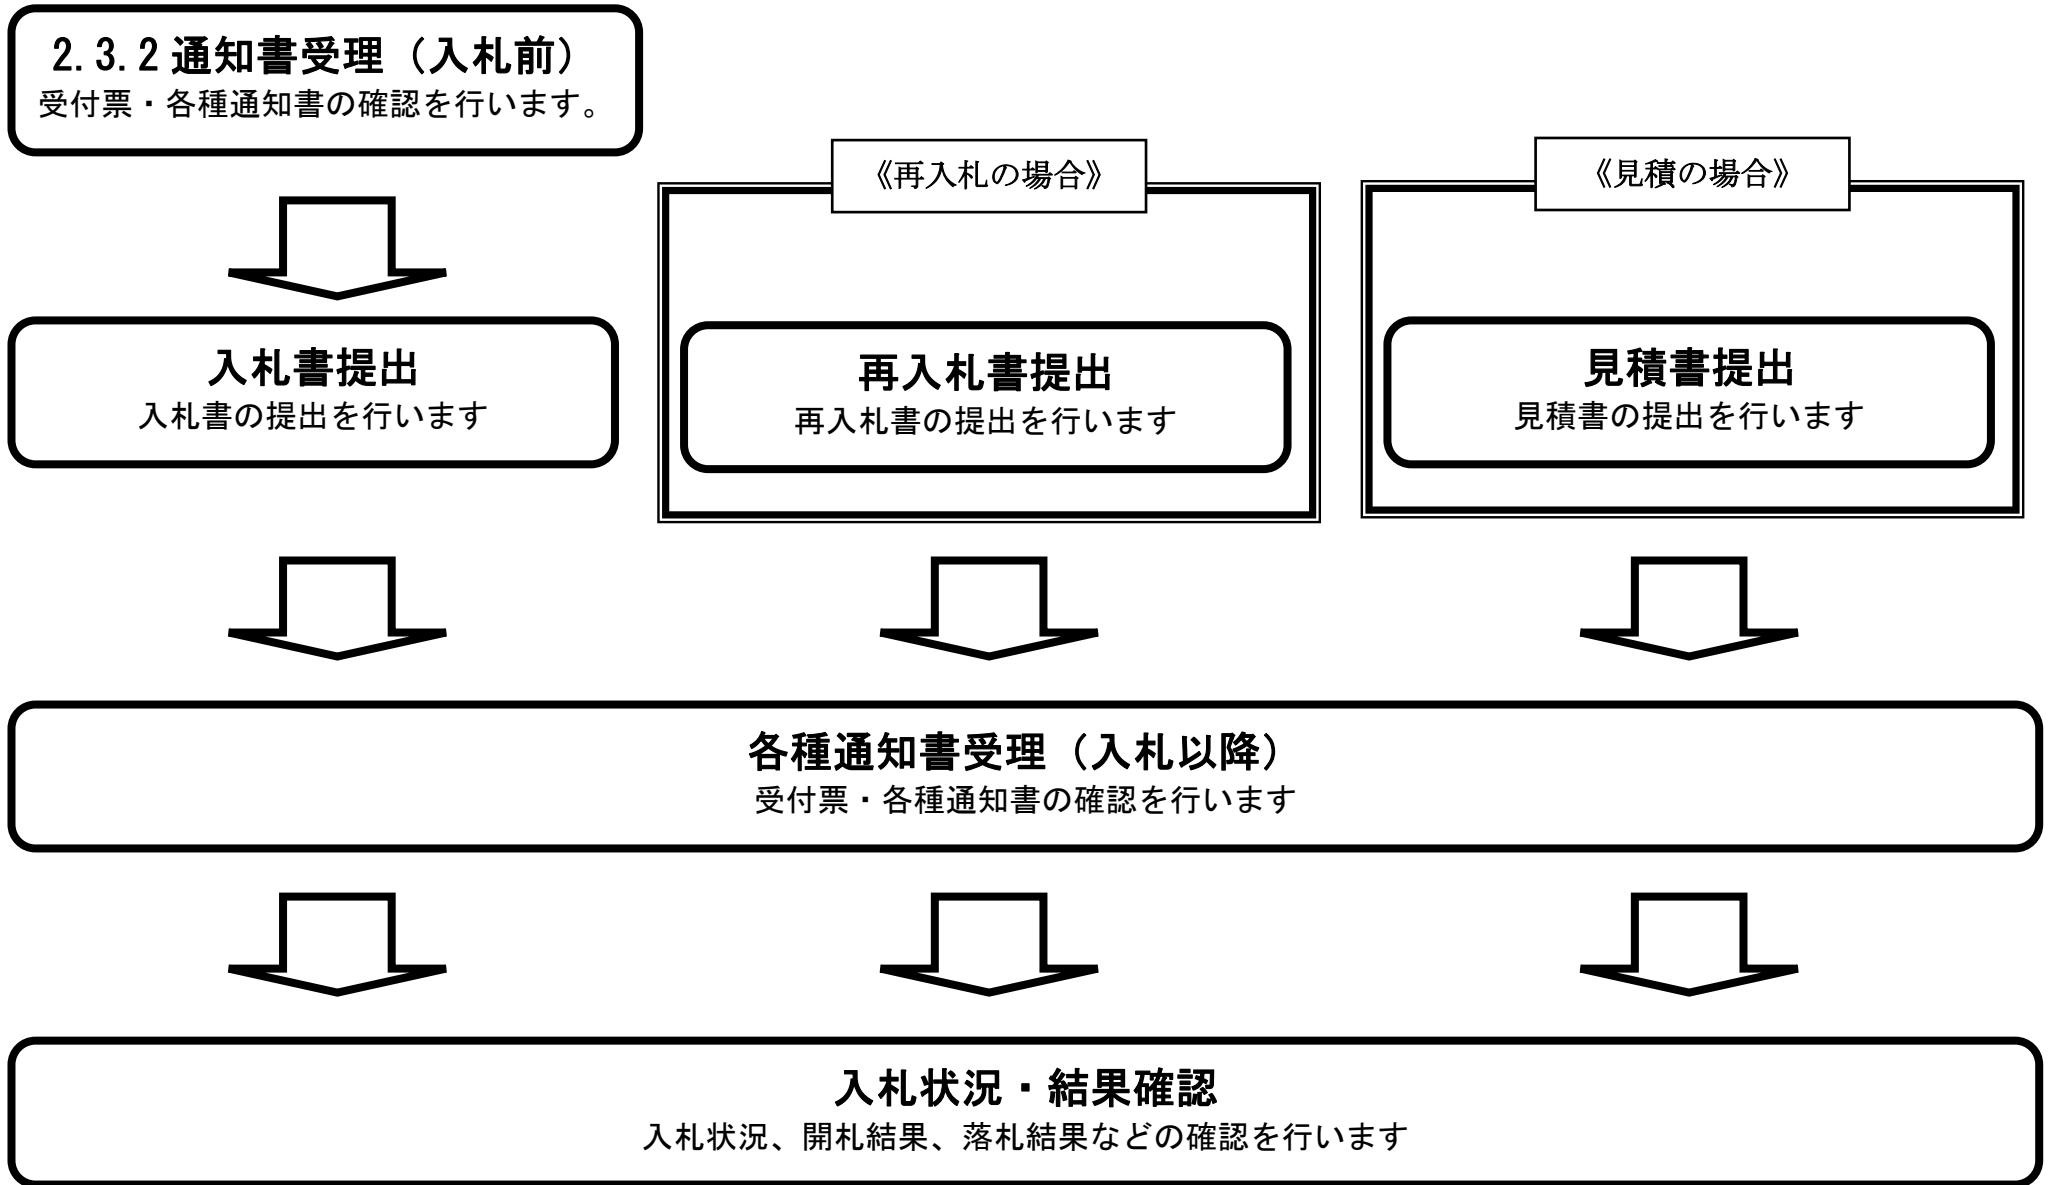 2.3.2 通知書受理（入札前）
受付票・各種通知書の確認を行います。
入札書提出
入札書の提出を行います
《再入札の場合》
再入札書提出
再入札書の提出を行います
《見積の場合》
見積書提出
見積書の提出を行います
各種通知書受理（入札以降）
受付票・各種通知書の確認を行います
入札状況・結果確認
入札状況、開札結果、落札結果などの確認を行います